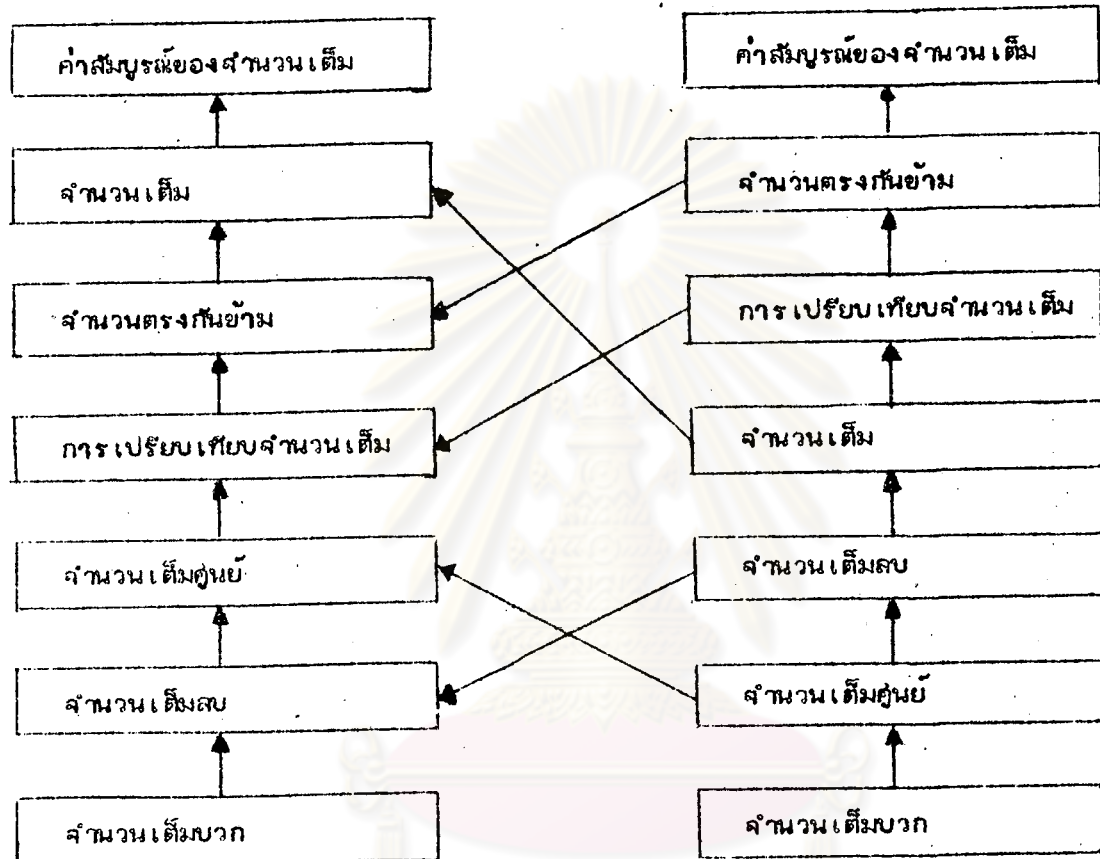 ค่าสัมบูรณ์ของจำนวนเต็ม
จำนวนเต็ม
จำนวนตรงกันข้าม
การเปรียบเทียบจำนวนเต็ม
จำนวนเต็มศูนย์
จำนวนเต็มลบ
จำนวนเต็มบวก
ค่าสัมบูรณ์ของจำนวนเต็ม
จำนวนตรงกันข้าม
การเปรียบเทียบจำนวนเต็ม
จำนวนเต็ม
จำนวนเต็มลบ
จำนวนเต็มศูนย์
จำนวนเต็มบวก